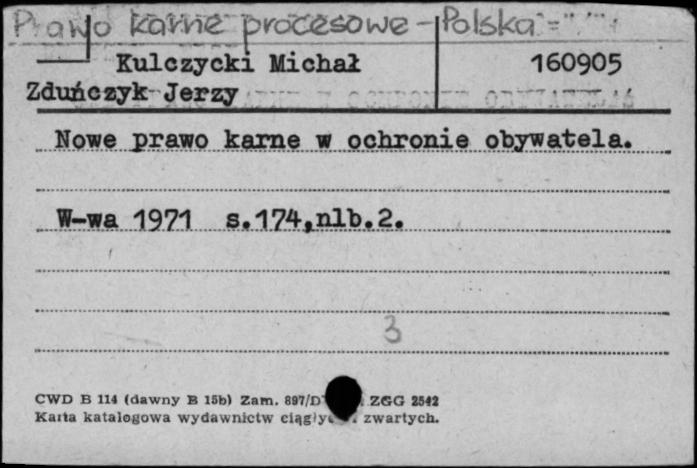 Prawo karne procesowe - Polska
Kulczycki Michał 160905
Zduńczyk Jerzy
Nowe prawo karne w ochronie obywatela.
W-wa 1971 s.174,nlb.2.
3
CWD B 114 (dawny B 15b) Zam. 897/D ZGG 2542
Karta katalogowa wydawnictw zwartych.